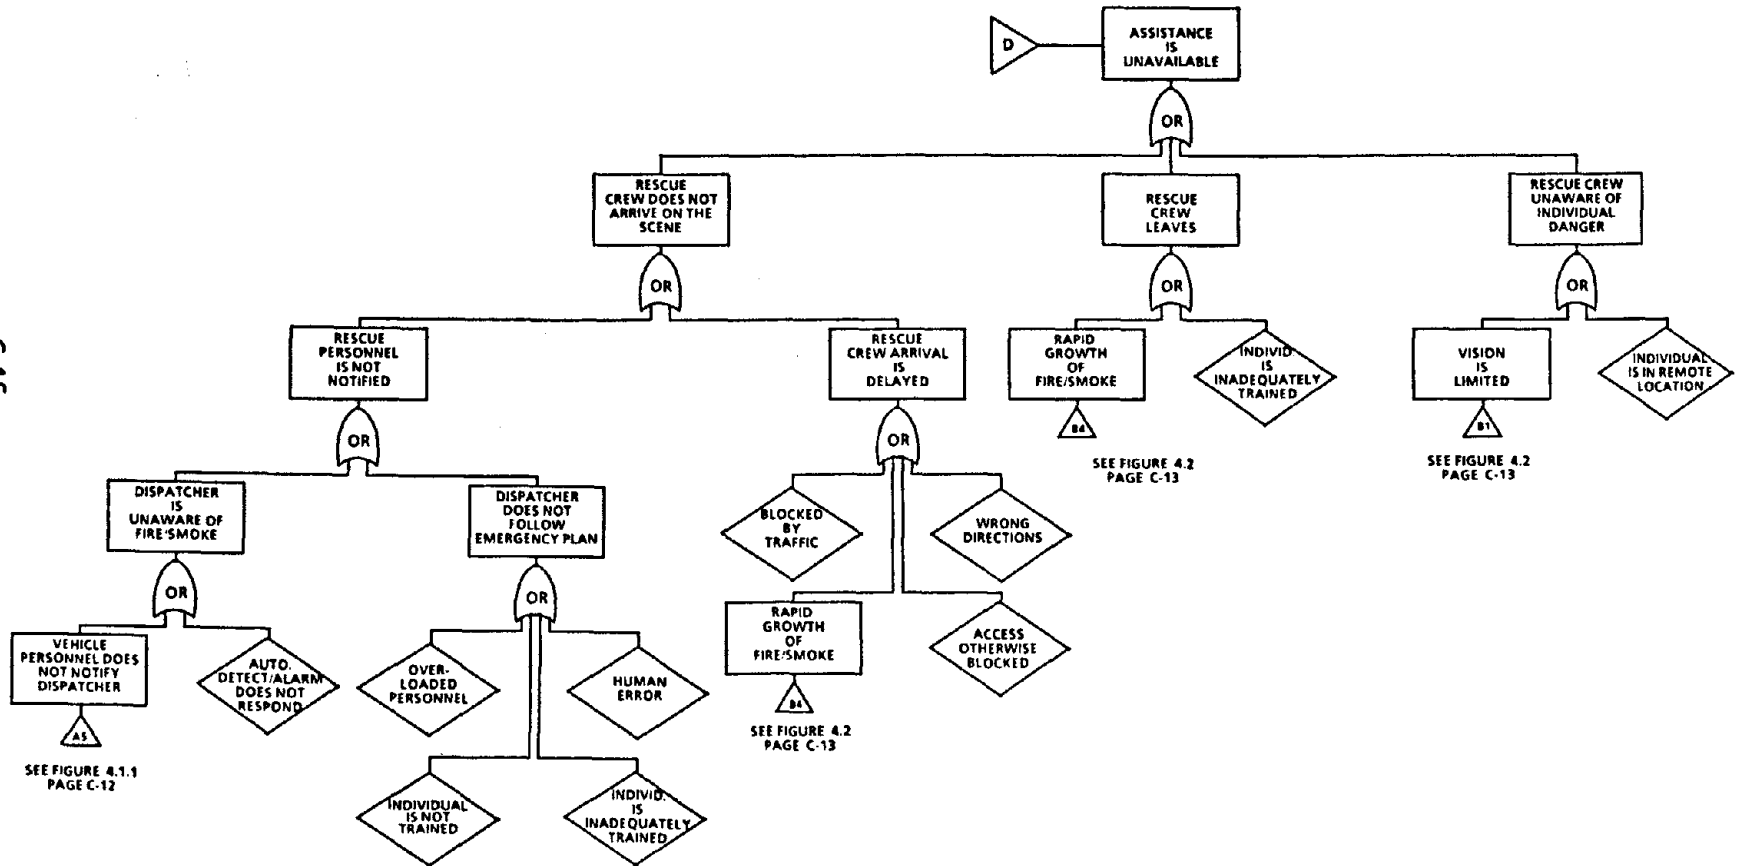 D
ASSISTANCE
IS
UNAVAILABLE
OR
RESCUE
CREW DOES NOT
ARRIVE ON THE
SCENE
RESCUE
CREW
LEAVES
RESCUE CREW
UNAWARE OF
INDIVIDUAL
DANGER
OR
OR
OR
RESCUE
PERSONNEL
IS NOT
NOTIFIED
RESCUE
CREW ARRIVAL
IS
DELAYED
RAPID
GROWTH
OF
FIRE/SMOKE
INDIVID.
IS
INADEQUATELY
TRAINED
VISION
IS
LIMITED
INDIVIDUAL
IS IN REMOTE
LOCATION
B4
SEE FIGURE 4.2
PAGE C-13
B1
SEE FIGURE 4.2
PAGE C-13
OR
OR
DISPATCHER
IS
UNAWARE OF
FIRE/SMOKE
DISPATCHER
DOES NOT
FOLLOW
EMERGENCY PLAN
BLOCKED
BY
TRAFFIC
WRONG
DIRECTIONS
OR
OR
RAPID
GROWTH
OF
FIRE/SMOKE
ACCESS
OTHERWISE
BLOCKED
VEHICLE
PERSONNEL DOES
NOT NOTIFY
DISPATCHER
AUTO.
DETECT/ALARM
DOES NOT
RESPOND
OVER-
LOADED
PERSONNEL
HUMAN
ERROR
B4
SEE FIGURE 4.2
PAGE C-13
A5
SEE FIGURE 4.1.1
PAGE C-12
INDIVIDUAL
IS NOT
TRAINED
INDIVID.
IS
INADEQUATELY
TRAINED